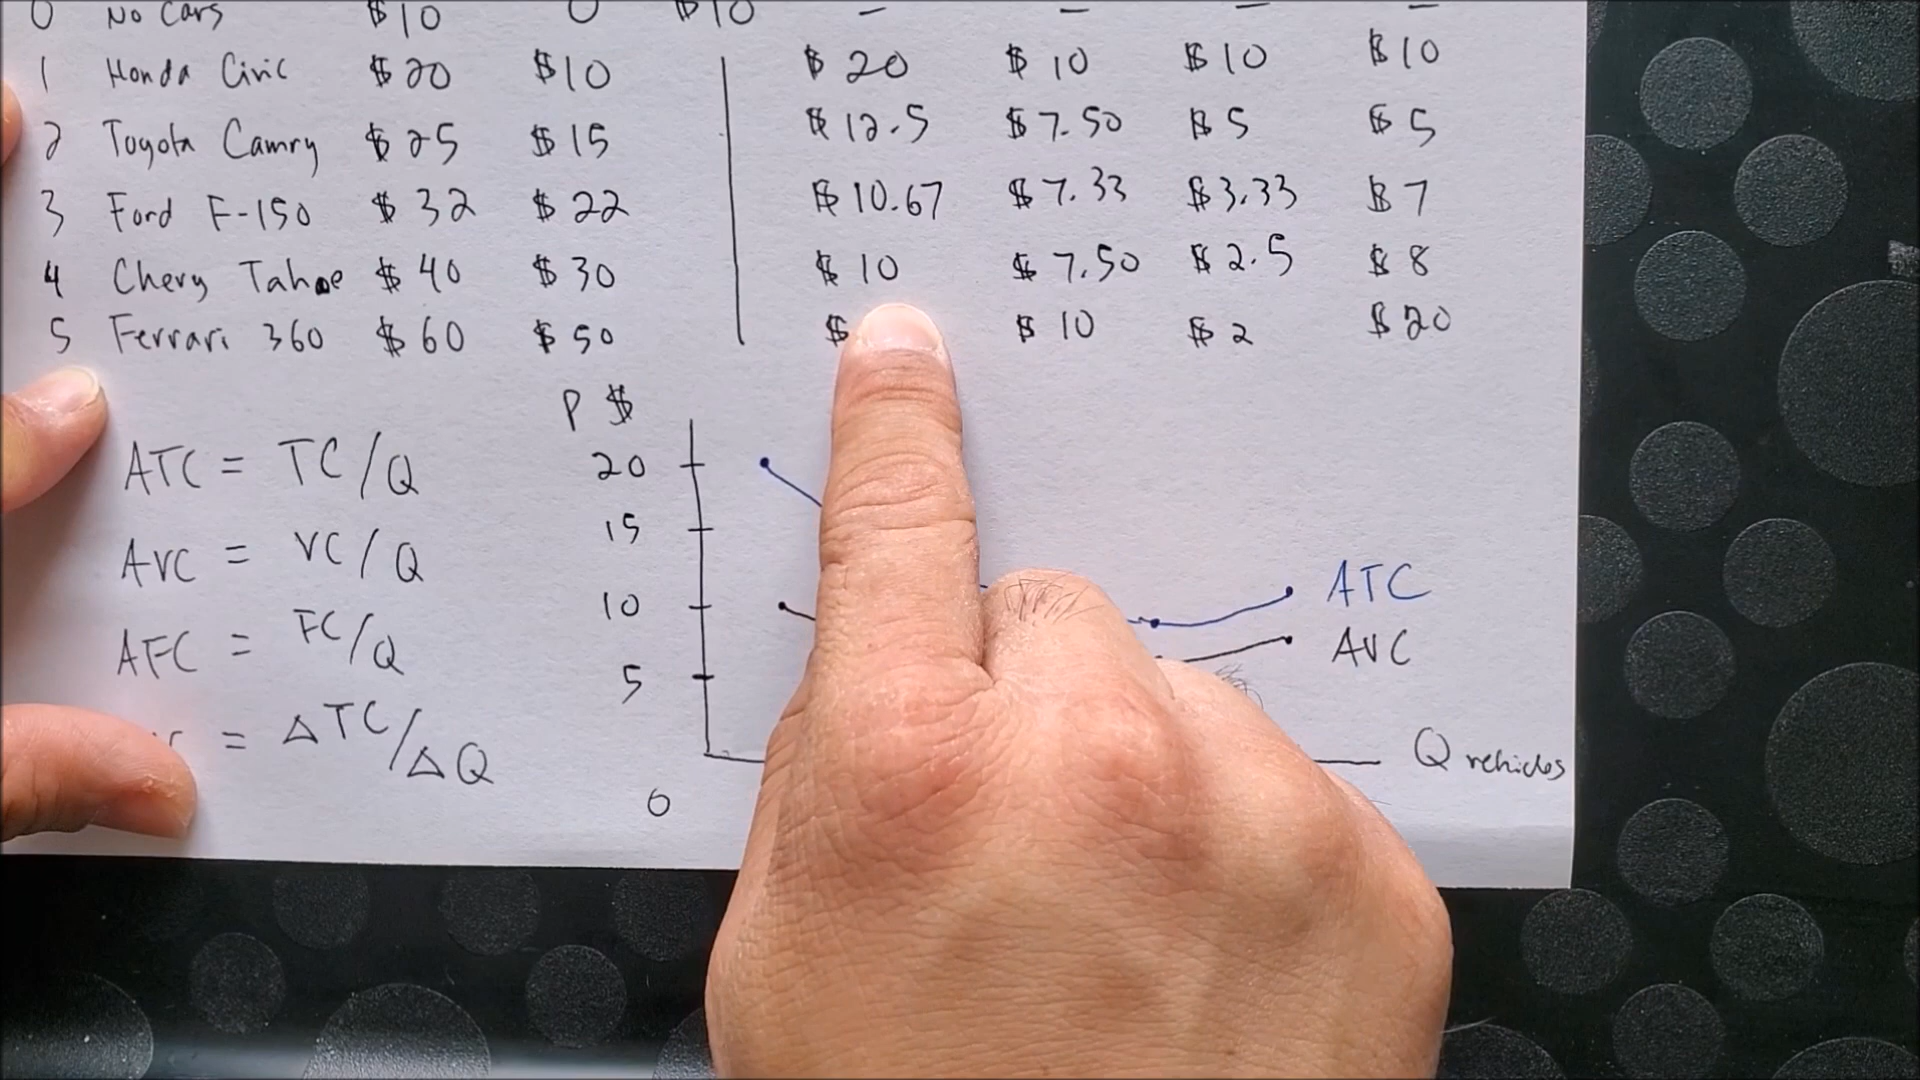 0 No Cars $10 0 $10 – – – –
1 Honda Civic $20 $10 $20 $10 $10 $10
2 Toyota Camry $25 $15 $12.5 $7.50 $5 $5
3 Ford F-150 $32 $22 $10.67 $7.33 $3.33 $7
4 Chevy Tahoe $40 $30 $10 $7.50 $2.5 $8
5 Ferrari 360 $60 $50 $ $10 $2 $20
P $
ATC = TC/Q
20
15
AVC = VC/Q
ATC
10
AFC = FC/Q
AVC
5
= ΔTC/ΔQ
Q vehicles
0